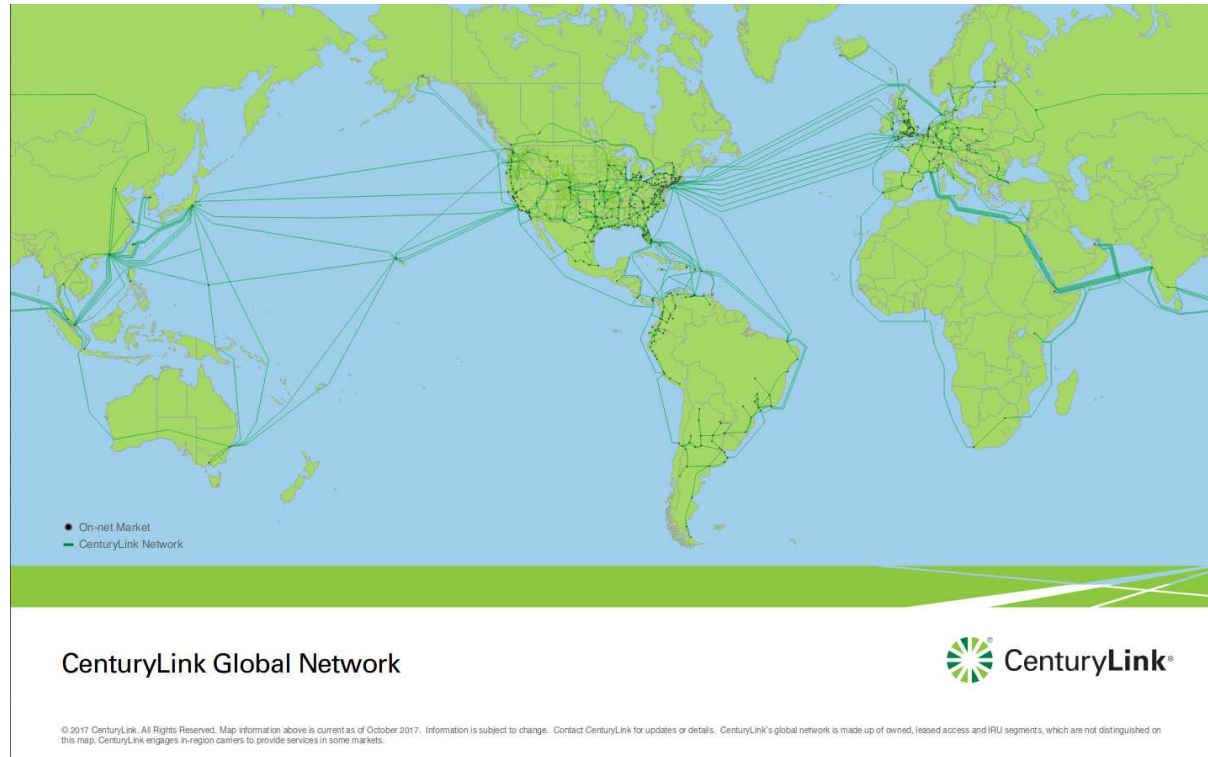 On-net Market
CenturyLink Network
CenturyLink Global Network
CenturyLink®
© 2017 CenturyLink. All Rights Reserved. Map information above is current as of October 2017. Information is subject to change. Contact CenturyLink for updates or details. CenturyLink's global network is made up of owned, leased access and IRU segments, which are not distinguished on
this map. CenturyLink engages in-region carriers to provide services in some markets.